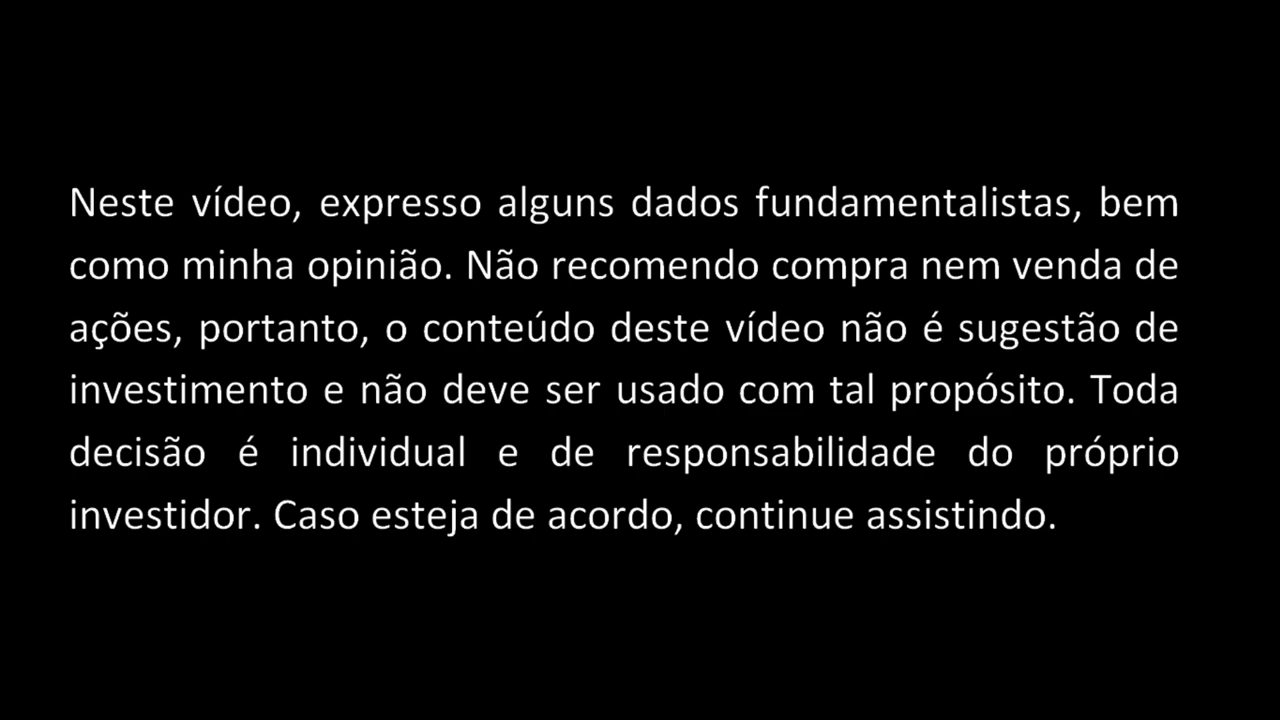 Neste vídeo, expresso alguns dados fundamentalistas, bem
como minha opinião. Não recomendo compra nem venda de
ações, portanto, o conteúdo deste vídeo não é sugestão de
investimento e não deve ser usado com tal propósito. Toda
decisão é individual e de responsabilidade do próprio
investidor. Caso esteja de acordo, continue assistindo.